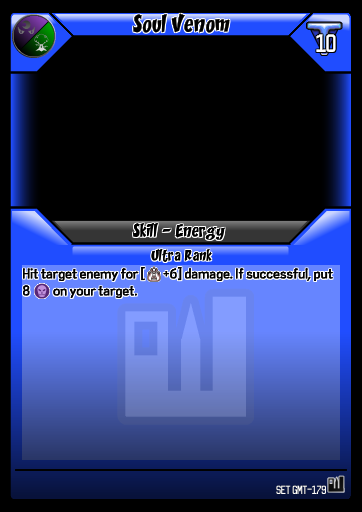 Soul Venom
10
Skill - Energy
Ultra Rank
Hit target enemy for [ +6] damage. If successful, put
8 on your target.
SET GMT-179